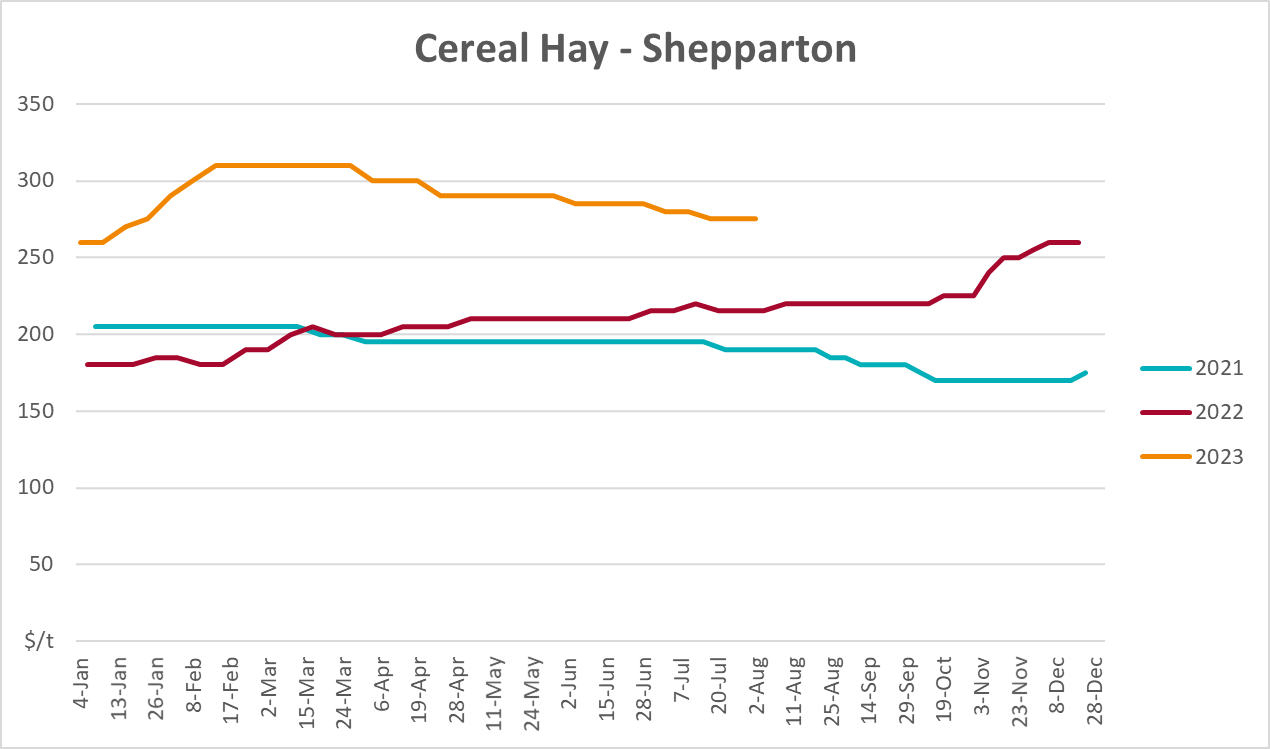 Cereal Hay - Shepparton
350
300
250
200
150
100
50
$/t
4-Jan
13-Jan
26-Jan
8-Feb
17-Feb
2-Mar
15-Mar
24-Mar
6-Apr
19-Apr
28-Apr
11-May
24-May
2-Jun
15-Jun
28-Jun
7-Jul
20-Jul
2-Aug
11-Aug
25-Aug
14-Sep
29-Sep
19-Oct
3-Nov
23-Nov
8-Dec
28-Dec
2021
2022
2023